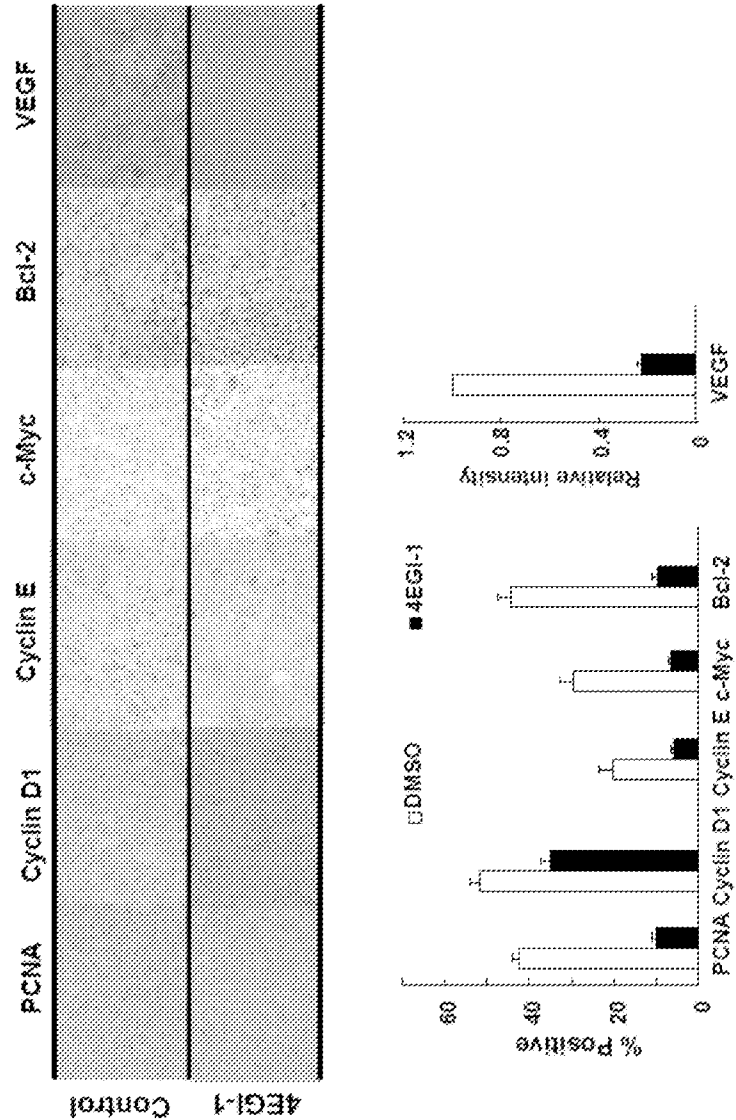 PCNA Cyclin D1 Cyclin E c-Myc Bcl-2 VEGF
Control
4EGI-1
DMSO 4EGI-1
% Positive
60
40
20
0
PCNA Cyclin D1 Cyclin E c-Myc Bcl-2
Relative intensity
1.2
0.8
0.4
0
VEGF